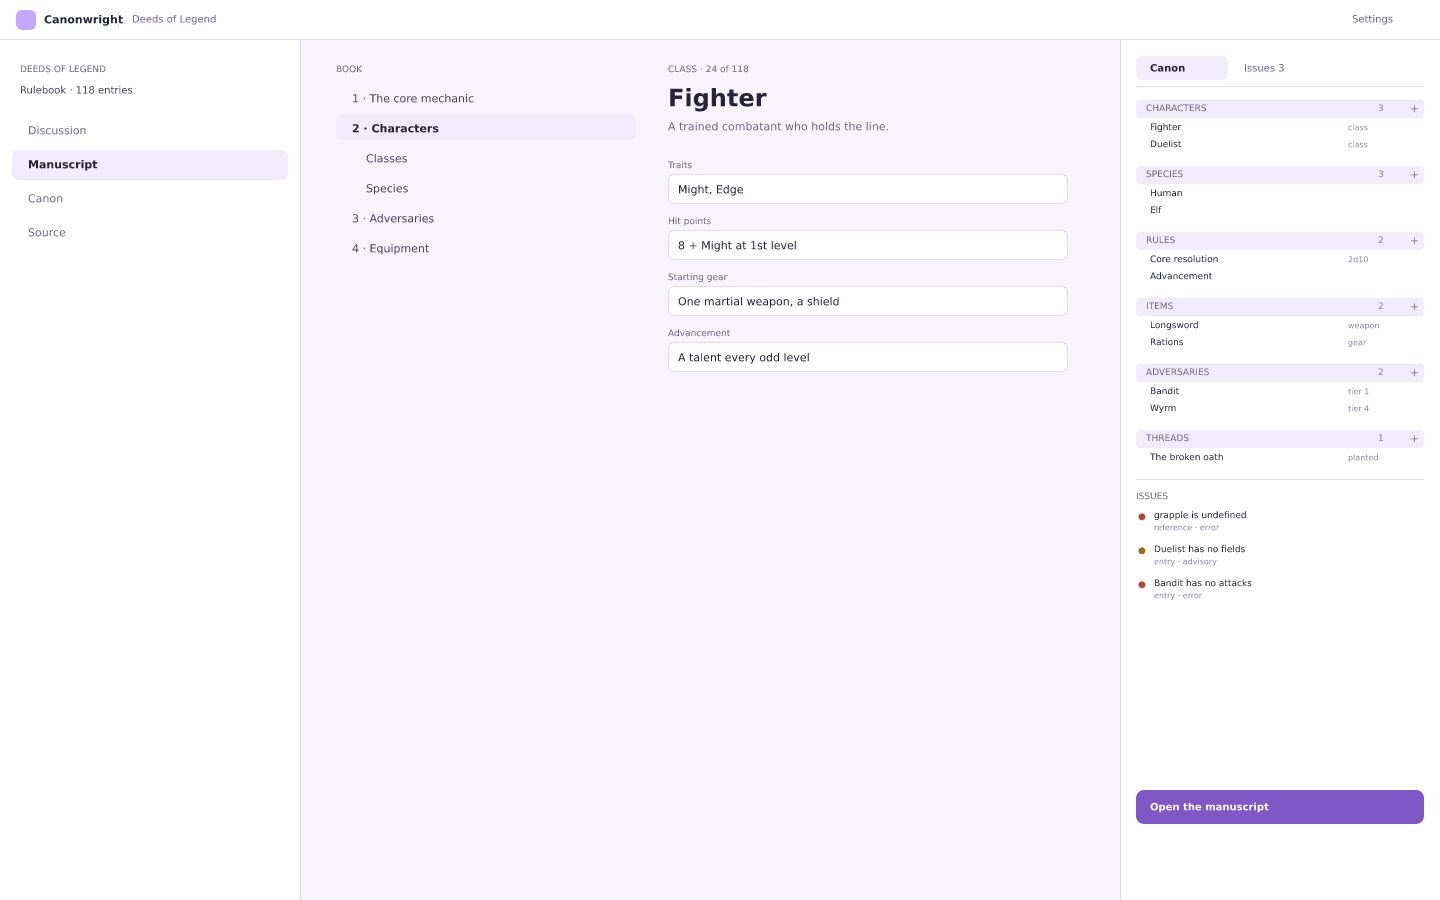 Canonwright
Deeds of Legend
Settings
DEEDS OF LEGEND
Rulebook · 118 entries
Discussion
Manuscript
Canon
Source
BOOK
1 · The core mechanic
2 · Characters
Classes
Species
3 · Adversaries
4 · Equipment
CLASS · 24 of 118
Fighter
A trained combatant who holds the line.
Traits
Might, Edge
Hit points
8 + Might at 1st level
Starting gear
One martial weapon, a shield
Advancement
A talent every odd level
Canon
Issues 3
CHARACTERS 3 +
Fighter class
Duelist class
SPECIES 3 +
Human
Elf
RULES 2 +
Core resolution 2d10
Advancement
ITEMS 2 +
Longsword weapon
Rations gear
ADVERSARIES 2 +
Bandit tier 1
Wyrm tier 4
THREADS 1 +
The broken oath planted
ISSUES
grapple is undefined
reference · error
Duelist has no fields
entry · advisory
Bandit has no attacks
entry · error
Open the manuscript